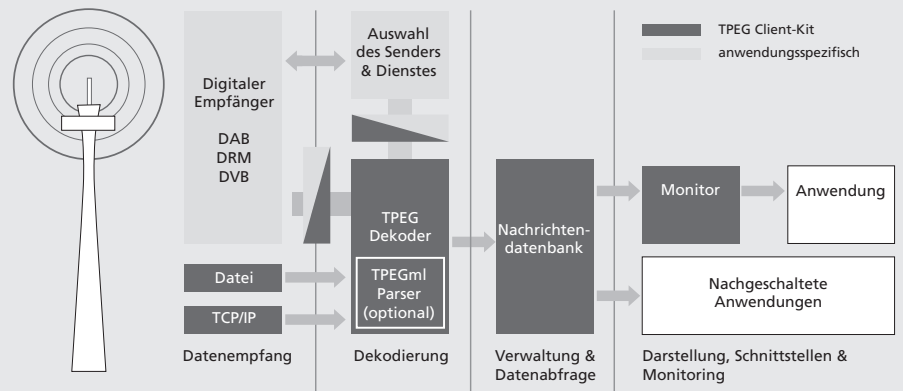 TPEG Client-Kit
anwendungsspezifisch
Digitaler
Empfänger
DAB
DRM
DVB
Auswahl
des Senders
& Dienstes
TPEG
Dekoder
TPEGml
Parser
(optional)
Datei
TCP/IP
Nachrichten-
datenbank
Monitor
Anwendung
Nachgeschaltete
Anwendungen
Datenempfang
Dekodierung
Verwaltung &
Datenabfrage
Darstellung, Schnittstellen &
Monitoring